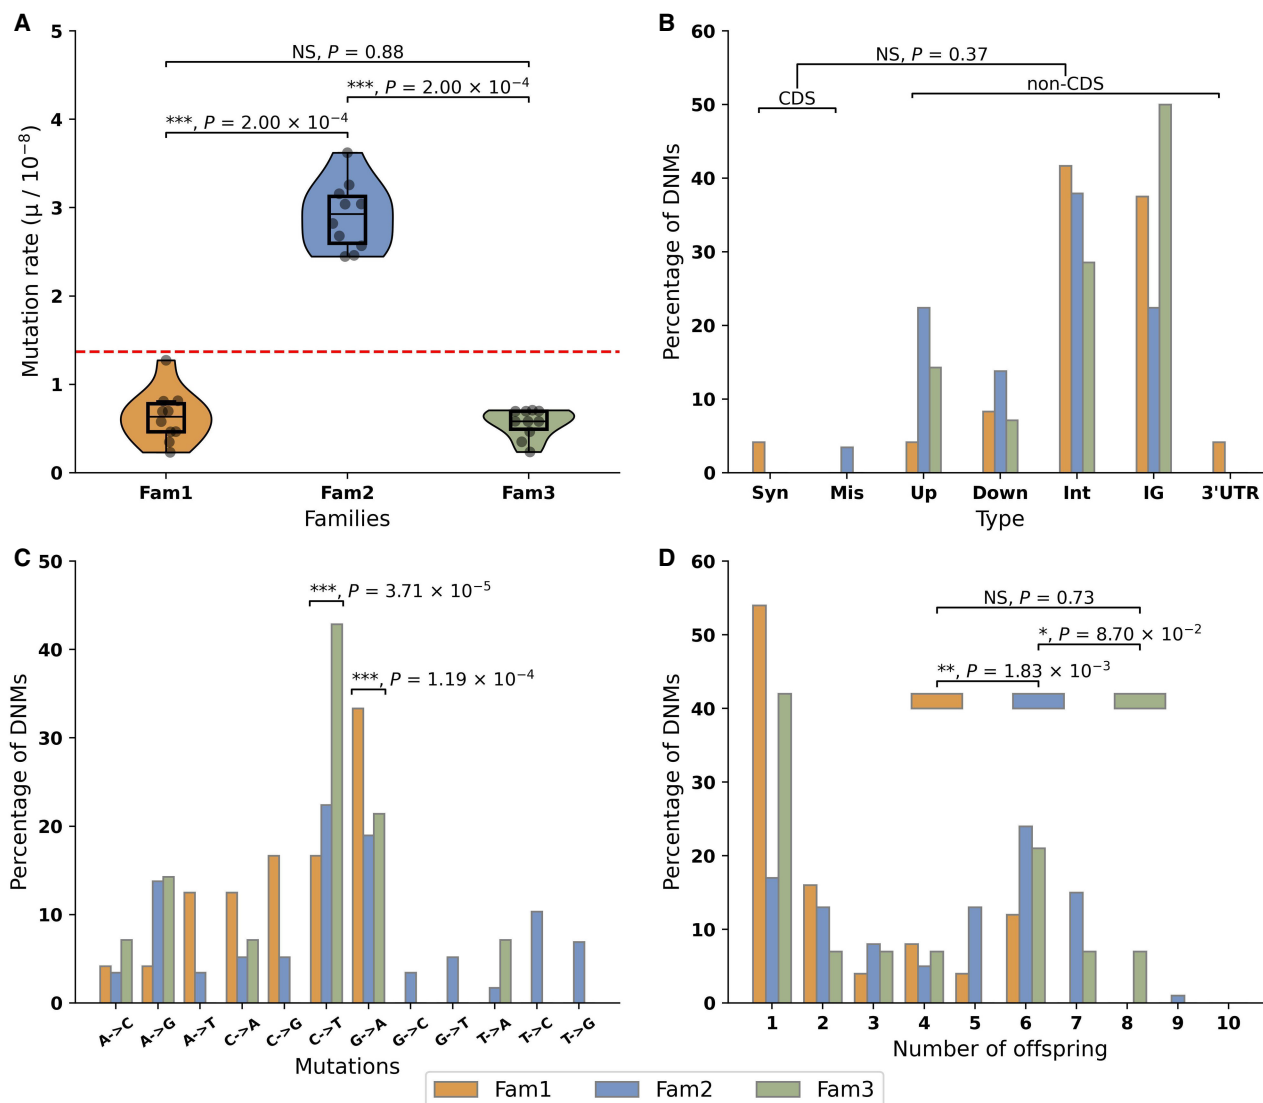 A
5
4
3
2
1
0
Mutation rate (μ / 10⁻⁸)
NS, P = 0.88
***, P = 2.00 × 10⁻⁴
***, P = 2.00 × 10⁻⁴
Fam1 Fam2 Fam3
Families
B
60
50
40
30
20
10
0
Percentage of DNMs
NS, P = 0.37
CDS
non-CDS
Syn Mis Up Down Int IG 3'UTR
Type
C
50
40
30
20
10
0
Percentage of DNMs
***, P = 3.71 × 10⁻⁵
***, P = 1.19 × 10⁻⁴
A->C A->G A->T C->A C->G C->T G->A G->C G->T T->A T->C T->G
Mutations
D
60
50
40
30
20
10
0
Percentage of DNMs
NS, P = 0.73
*, P = 8.70 × 10⁻²
**, P = 1.83 × 10⁻³
1 2 3 4 5 6 7 8 9 10
Number of offspring
Fam1 Fam2 Fam3